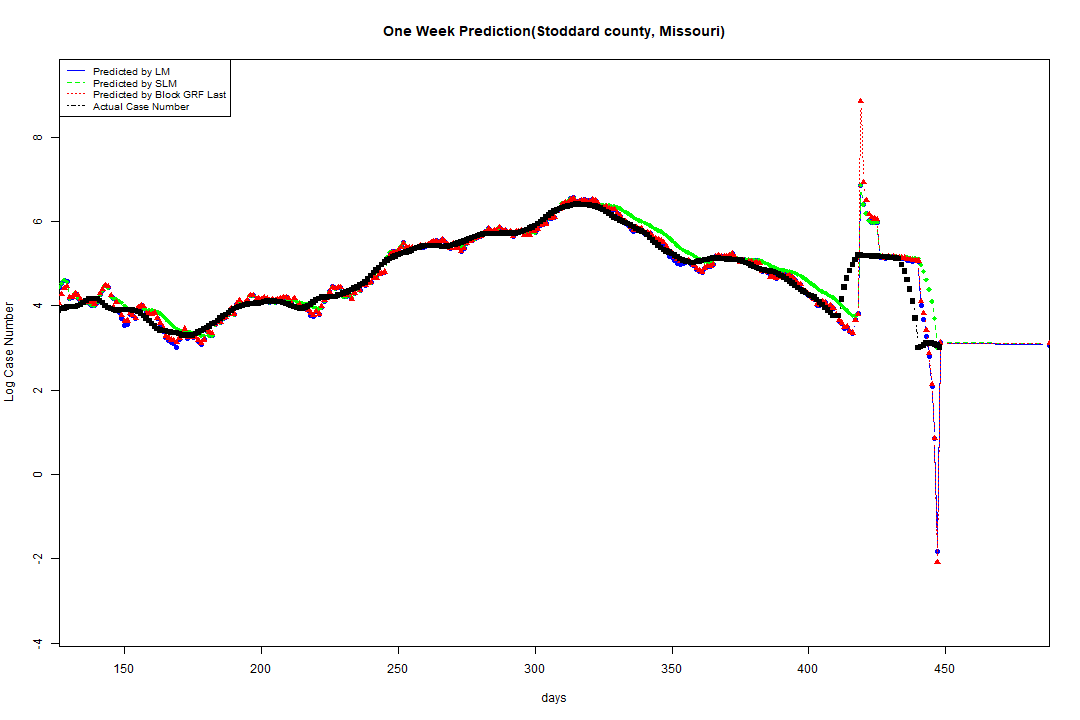 One Week Prediction(Stoddard county, Missouri)
Predicted by LM
Predicted by SLM
Predicted by Block GRF Last
Actual Case Number
8
6
4
2
0
-2
-4
Log Case Number
150 200 250 300 350 400 450
days